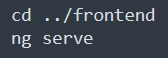 cd ../frontend
ng serve